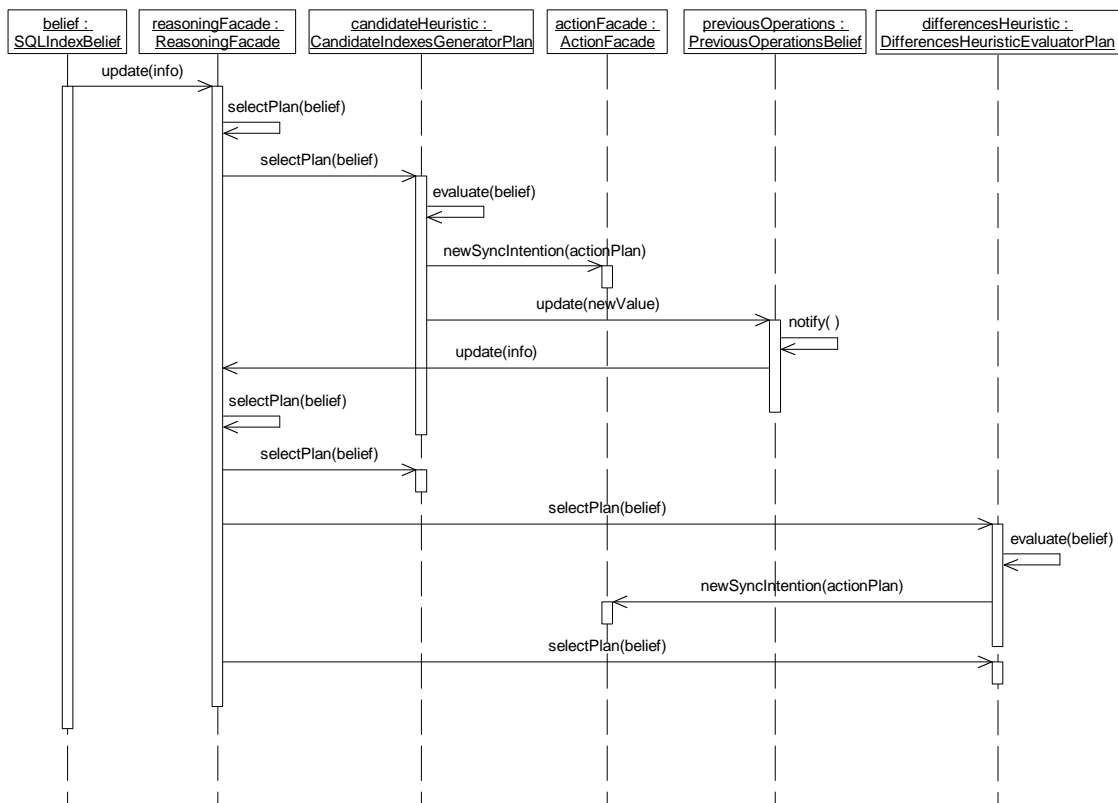 belief :
SQLIndexBelief
reasoningFacade :
ReasoningFacade
candidateHeuristic :
CandidateIndexesGeneratorPlan
actionFacade :
ActionFacade
previousOperations :
PreviousOperationsBelief
differencesHeuristic :
DifferencesHeuristicEvaluatorPlan
update(info)
selectPlan(belief)
selectPlan(belief)
evaluate(belief)
newSyncIntention(actionPlan)
update(newValue)
notify( )
update(info)
selectPlan(belief)
selectPlan(belief)
selectPlan(belief)
evaluate(belief)
newSyncIntention(actionPlan)
selectPlan(belief)